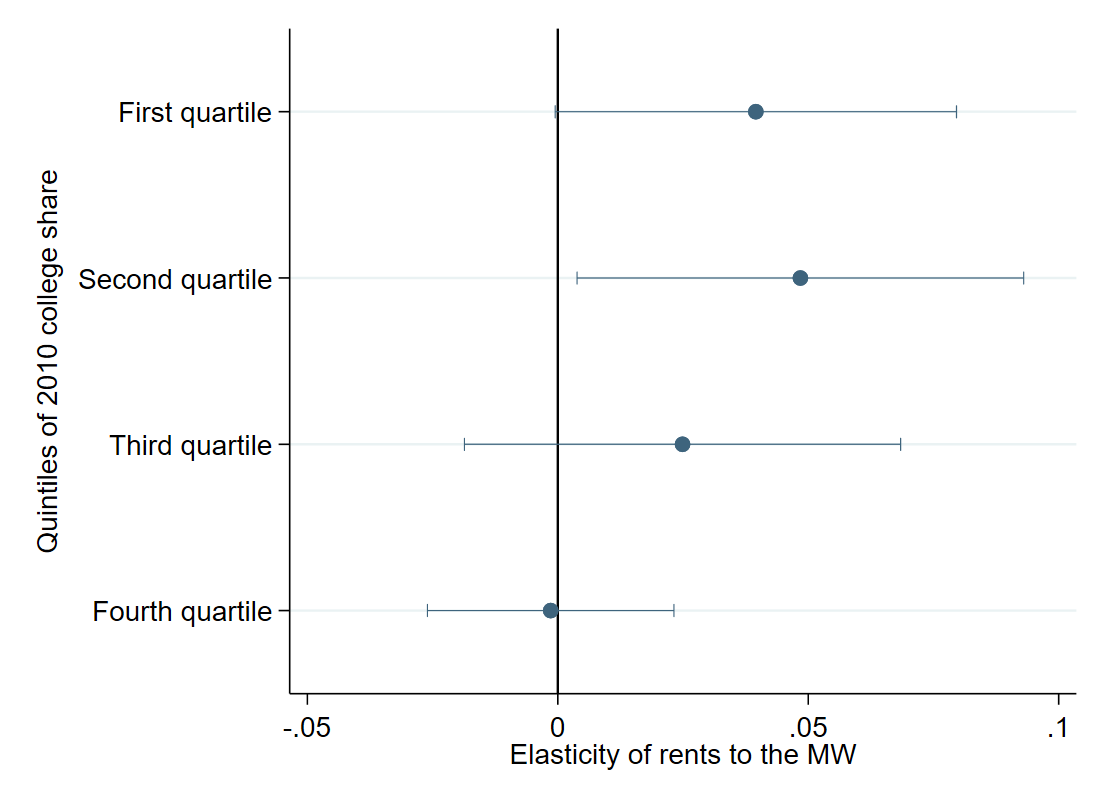 Quintiles of 2010 college share
First quartile
Second quartile
Third quartile
Fourth quartile
-.05 0 .05 .1
Elasticity of rents to the MW